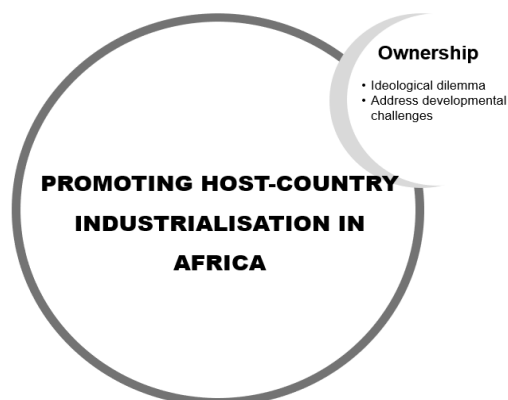 Ownership
• Ideological dilemma
• Address developmental
challenges
PROMOTING HOST-COUNTRY
INDUSTRIALISATION IN
AFRICA